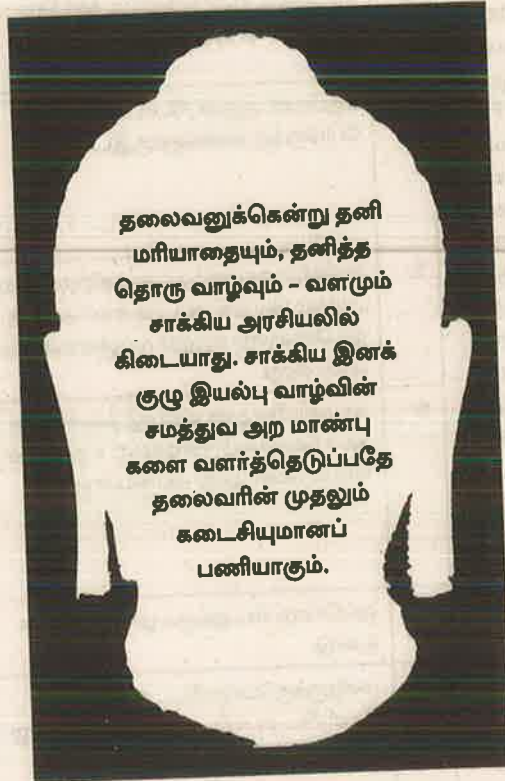 தலைவனுக்கென்று தனி
மரியாதையும், தனித்த
தொரு வாழ்வும் – வளமும்
சாக்கிய அரசியலில்
கிடையாது. சாக்கிய இனக்
குழு இயல்பு வாழ்வின்
சமத்துவ அற மாண்பு
களை வளர்த்தெடுப்பதே
தலைவரின் முதலும்
கடைசியுமானப்
பணியாகும்.